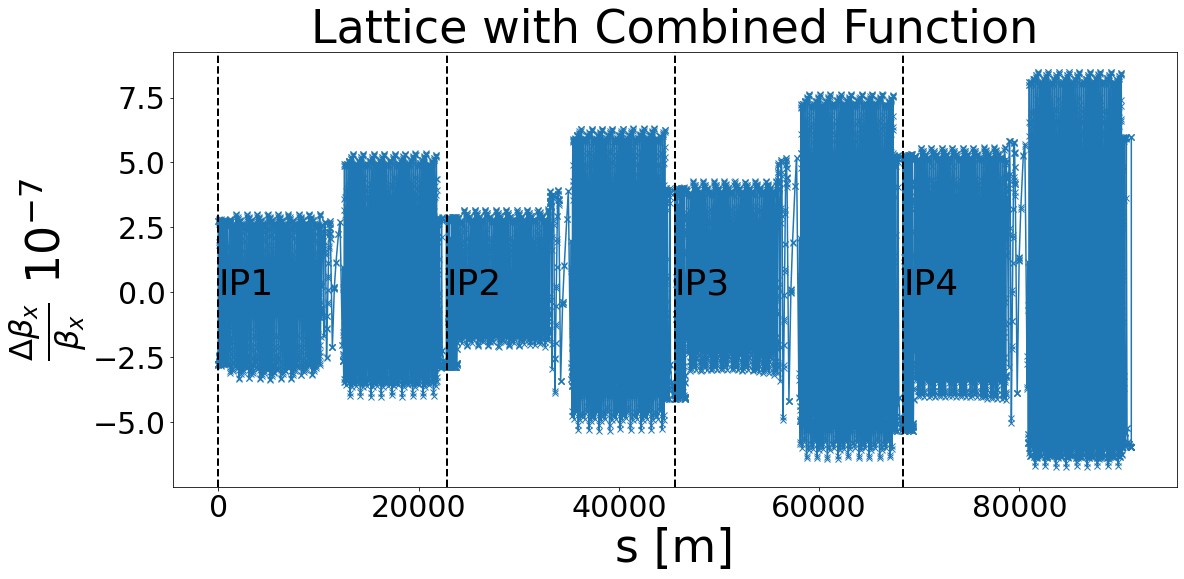 Lattice with Combined Function
Δβx/βx 10−7
7.5
5.0
2.5
0.0
−2.5
−5.0
IP1
IP2
IP3
IP4
0
20000
40000
60000
80000
s [m]